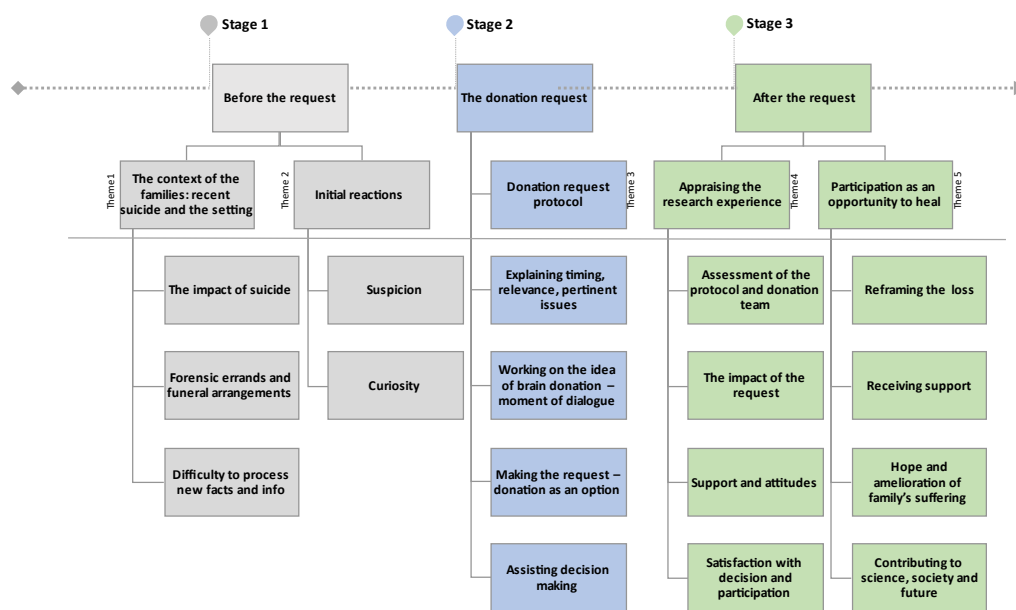 Stage 1
Stage 2
Stage 3
Before the request
The donation request
After the request
Theme1
The context of the
families: recent
suicide and the setting
Theme 2
Initial reactions
Donation request
protocol
Theme 3
Appraising the
research experience
Theme4
Participation as an
opportunity to heal
Theme 5
The impact of suicide
Suspicion
Explaining timing,
relevance, pertinent
issues
Assessment of the
protocol and donation
team
Reframing the loss
Forensic errands and
funeral arrangements
Curiosity
Working on the idea
of brain donation –
moment of dialogue
The impact of the
request
Receiving support
Difficulty to process
new facts and info
Making the request –
donation as an option
Support and attitudes
Hope and
amelioration of
family's suffering
Assisting decision
making
Satisfaction with
decision and
participation
Contributing to
science, society and
future